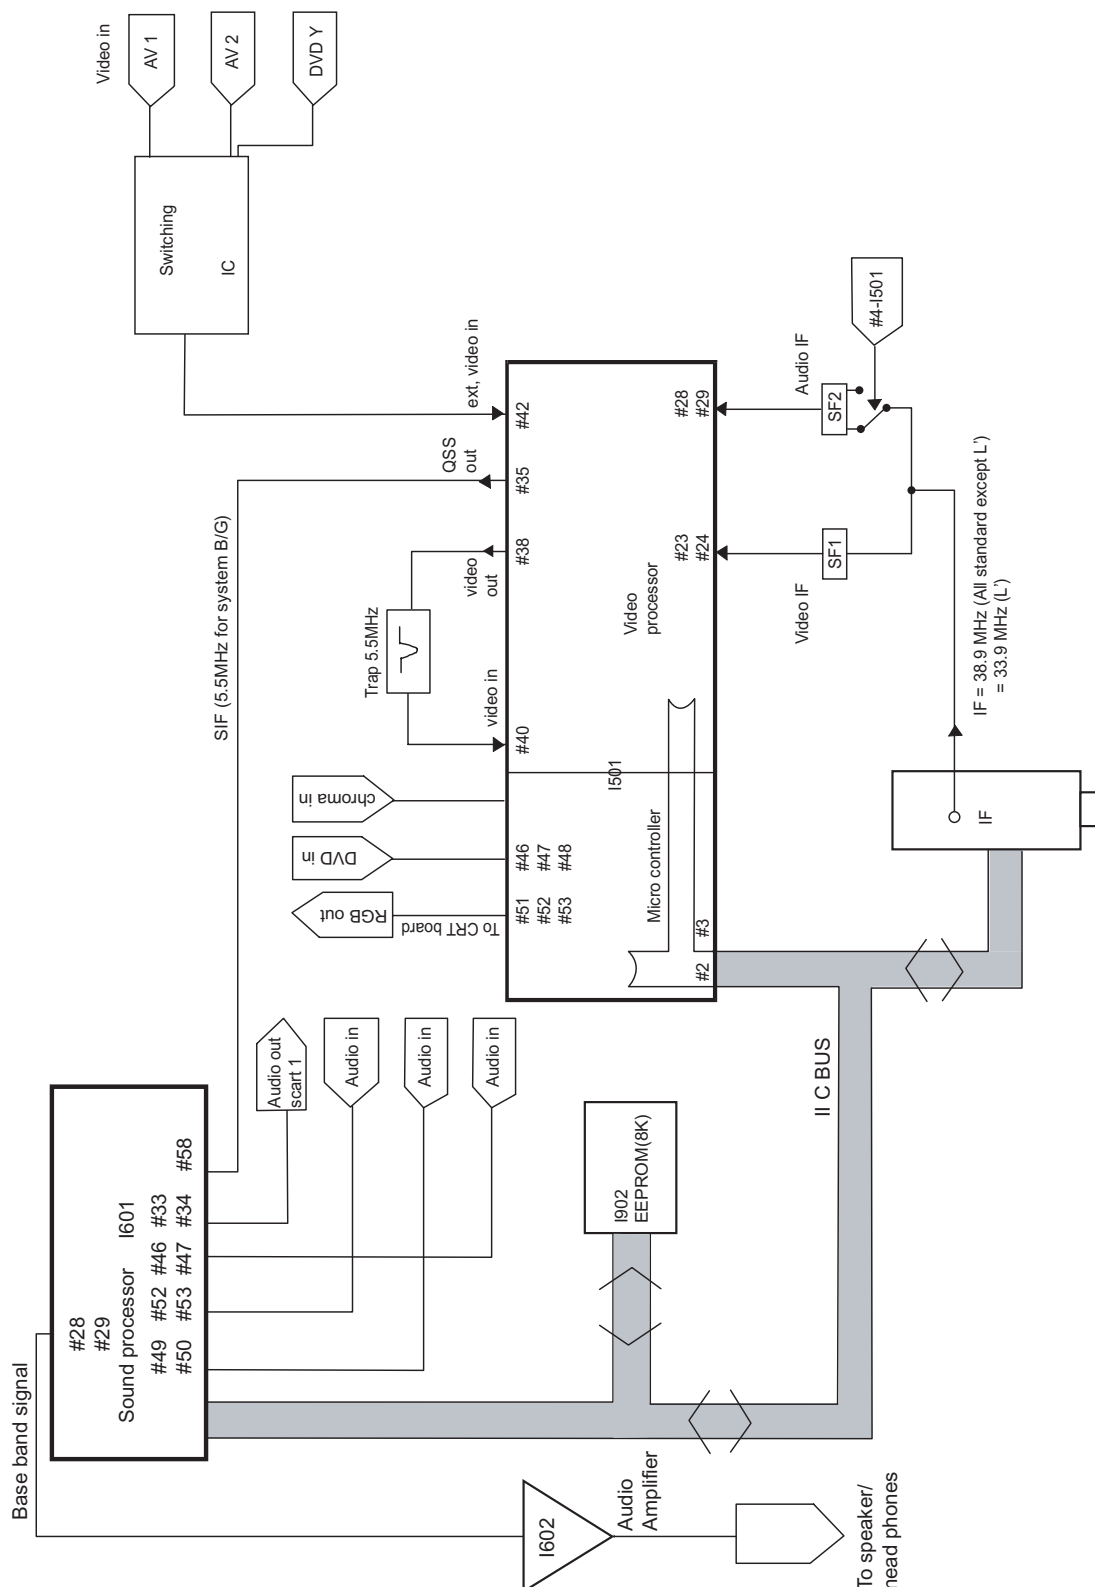 Video in
AV 1
AV 2
DVD Y
Switching
IC
ext, video in
QSS
out
SIF (5.5MHz for system B/G)
video
out
Trap 5.5MHz
video in
chroma in
DVD in
RGB out
To CRT board
#42
#35
#38
#40
#46
#47
#48
#51
#52
#53
#28
#29
#23
#24
Video
processor
I501
Micro controller
#3
#2
Audio IF
SF2
#4-I501
SF1
Video IF
IF = 38.9 MHz (All standard except L')
= 33.9 MHz (L')
IF
II C BUS
I902
EEPROM(8K)
Audio out
scart 1
Audio in
Audio in
Audio in
#28
#29
Sound processor
I601
#49
#50
#52
#53
#46
#47
#33
#34
#58
Base band signal
I602
Audio
Amplifier
To speaker/
head phones